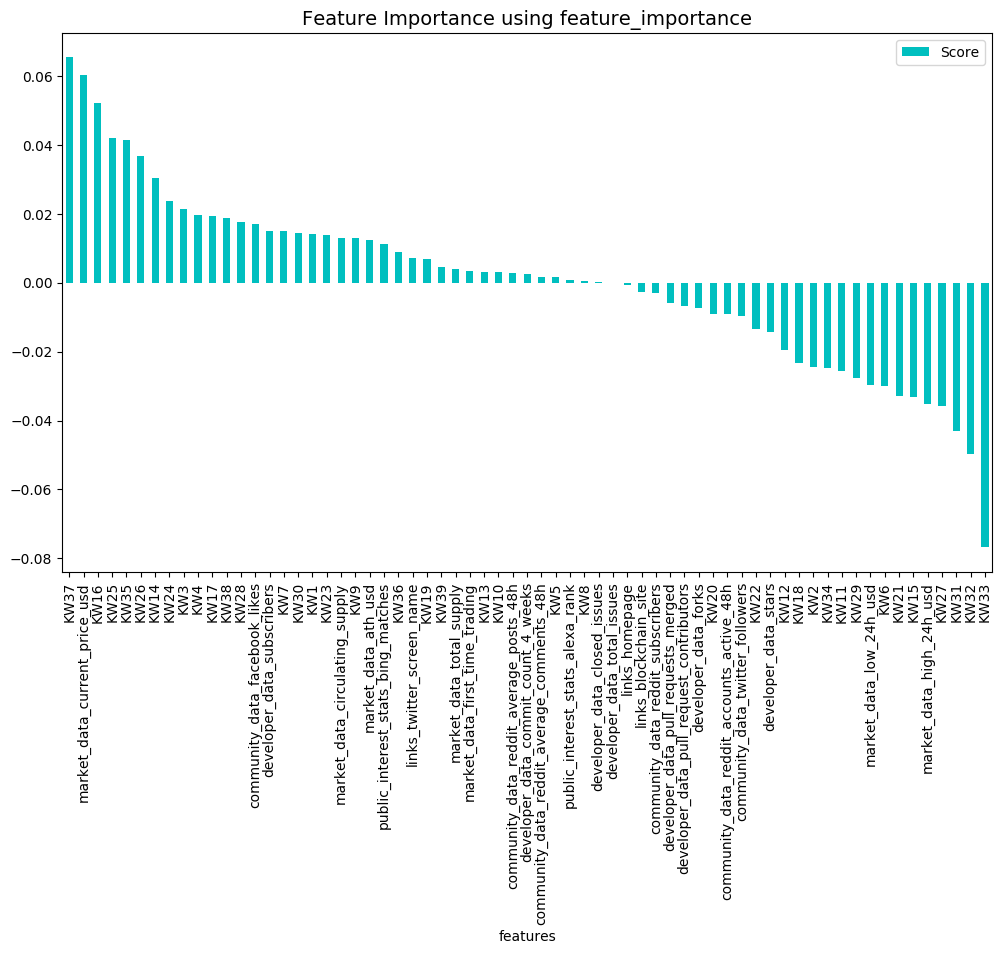 Feature Importance using feature_importance
Score
0.06
0.04
0.02
0.00
−0.02
−0.04
−0.06
−0.08
KW37
market_data_current_price_usd
KW16
KW25
KW35
KW26
KW14
KW24
KW3
KW4
KW17
KW38
KW28
community_data_facebook_likes
developer_data_subscribers
KW7
KW30
KW1
KW23
market_data_circulating_supply
KW9
market_data_ath_usd
public_interest_stats_bing_matches
KW36
links_twitter_screen_name
KW19
KW39
market_data_total_supply
market_data_first_time_trading
KW13
KW10
community_data_reddit_average_posts_48h
developer_data_commit_count_4_weeks
community_data_reddit_average_comments_48h
KW5
public_interest_stats_alexa_rank
KW8
developer_data_closed_issues
developer_data_total_issues
links_homepage
links_blockchain_site
community_data_reddit_subscribers
developer_data_pull_requests_merged
developer_data_pull_request_contributors
developer_data_forks
KW20
community_data_reddit_accounts_active_48h
community_data_twitter_followers
KW22
developer_data_stars
KW12
KW18
KW2
KW34
KW11
KW29
market_data_low_24h_usd
KW6
KW21
KW15
market_data_high_24h_usd
KW27
KW31
KW32
KW33
features